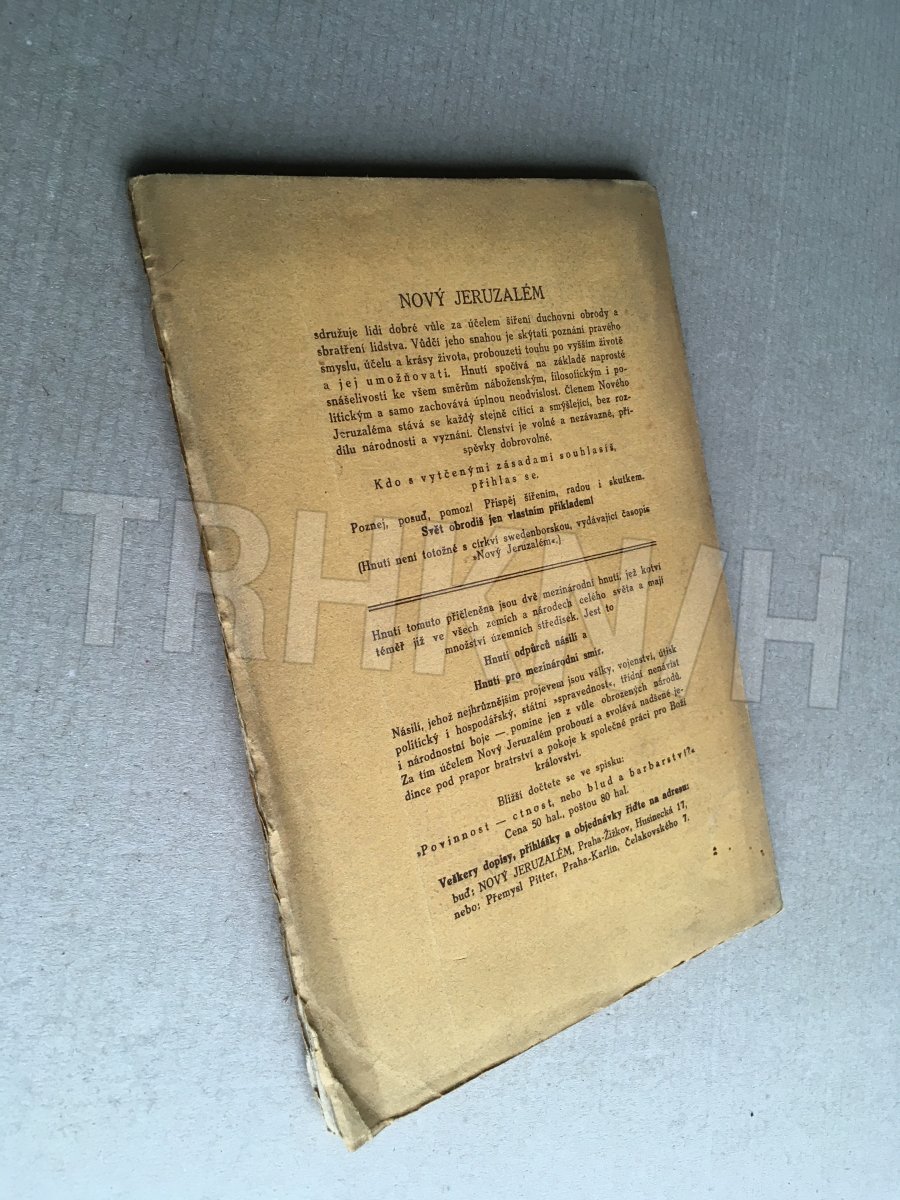 NOVÝ JERUZALÉM
sdružuje lidi dobré vůle za účelem šíření duchovní obrody a
sbratření lidstva. Vůdčí jeho snahou je skýtati poznání pravého
smyslu, účelu a krásy života, probouzeti touhu po vyšším životě
a jej umožňovati. Hnutí spočívá na základě naprosté
snášelivosti ke všem směrům náboženským, filosofickým i po-
litickým a samo zachovává úplnou neodvislost. Členem Nového
Jeruzaléma stává se každý stejně cítící a smýšlející, bez roz-
dílu národnosti a vyznání. Členství je volné a nezávazné, pří-
spěvky dobrovolné.
Kdo s vytčenými zásadami souhlasíš,
přihlas se.
Poznej, posuď, pomoz! Přispěj šířením, radou i skutkem.
Svět obrodíš jen vlastním příkladem!
(Hnutí není totožné s církví swedenborskou, vydávající časopis
»Nový Jeruzalém«.)
Hnutí tomuto přičleněna jsou dvě mezinárodní hnutí, jež kotví
téměř již ve všech zemích a národech celého světa a mají
množství územních středisek. Jest to
Hnutí odpůrců násilí a
Hnutí pro mezinárodní smír.
Násilí, jehož nejhrůznějším projevem jsou války, vojenství, útisk
politický i hospodářský, státní »spravednost«, třídní nenávist
i národnostní boje — pomine jen z vůle obrozených národů.
Za tím účelem Nový Jeruzalém probouzí a svolává nadšené je-
dince pod prapor bratrství a pokoje k společné práci pro Boží
království.
Bližší dočtete se ve spisku:
»Povinnost — ctnost, nebo blud a barbarství?«
Cena 50 hal., poštou 80 hal.
Veškery dopisy, přihlášky a objednávky řiďte na adresu:
buď: NOVÝ JERUZALÉM, Praha-Žižkov, Husinecká 17,
nebo: Přemysl Pitter, Praha-Karlín, Čelakovského 7.
TRHKNIH